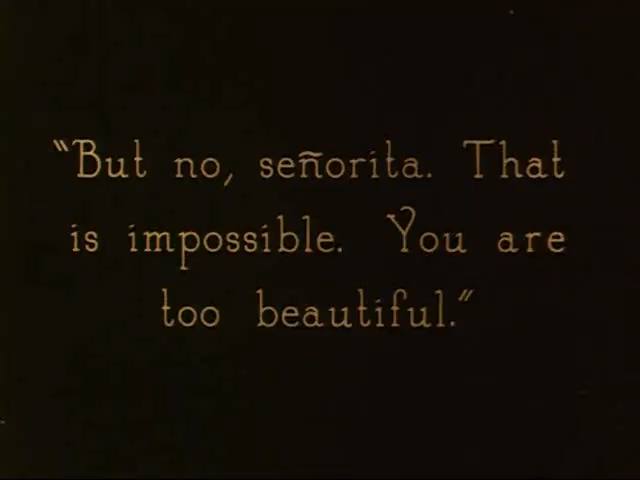 "But no, señorita. That
is impossible. You are
too beautiful."